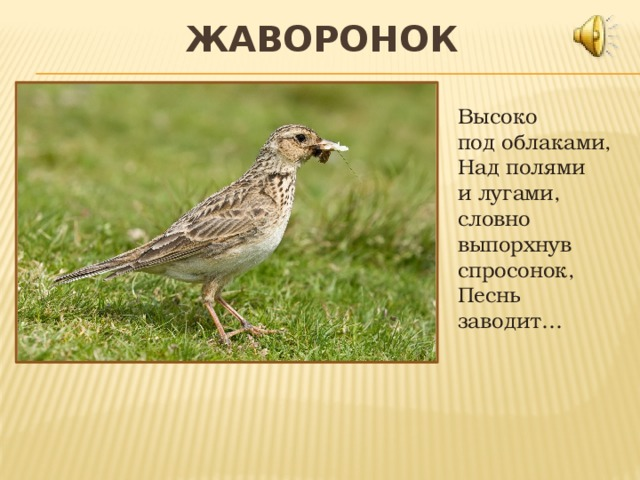 ЖАВОРОНОК
Высоко
под облаками,
Над полями
и лугами,
словно
выпорхнув
спросонок,
Песнь
заводит…